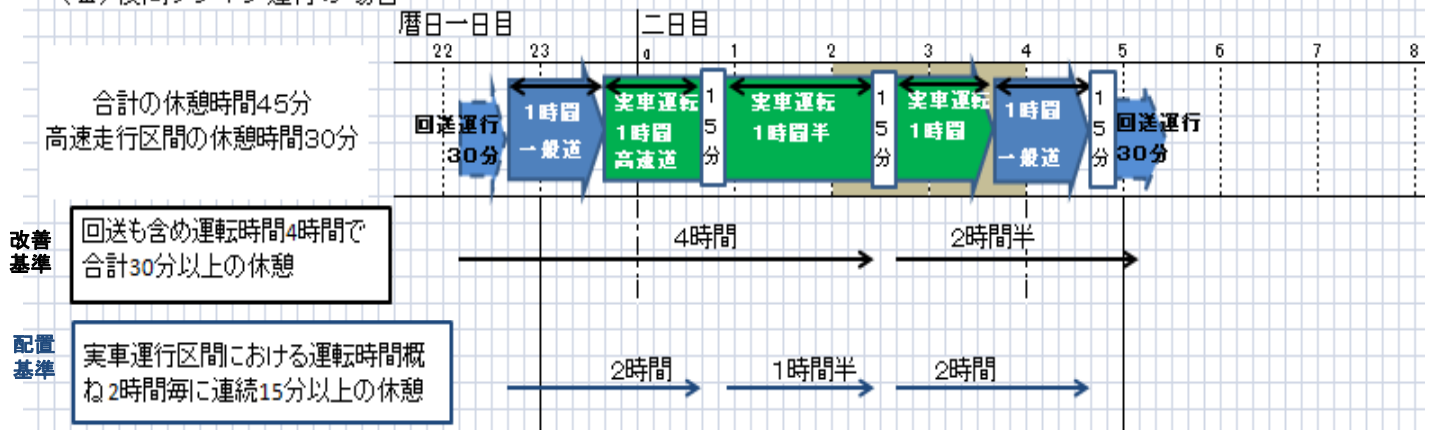 暦日一日目
二日目
22 23 0 1 2 3 4 5 6 7 8
合計の休憩時間45分
高速走行区間の休憩時間30分
回送運行
30分
1時間
一般道
実車運転
1時間
高速道
15分
実車運転
1時間半
15分
実車運転
1時間
1時間
一般道
15分
回送運行
30分
改善
基準
回送も含め運転時間4時間で
合計30分以上の休憩
4時間
2時間半
配置
基準
実車運行区間における運転時間概
ね2時間毎に連続15分以上の休憩
2時間
1時間半
2時間